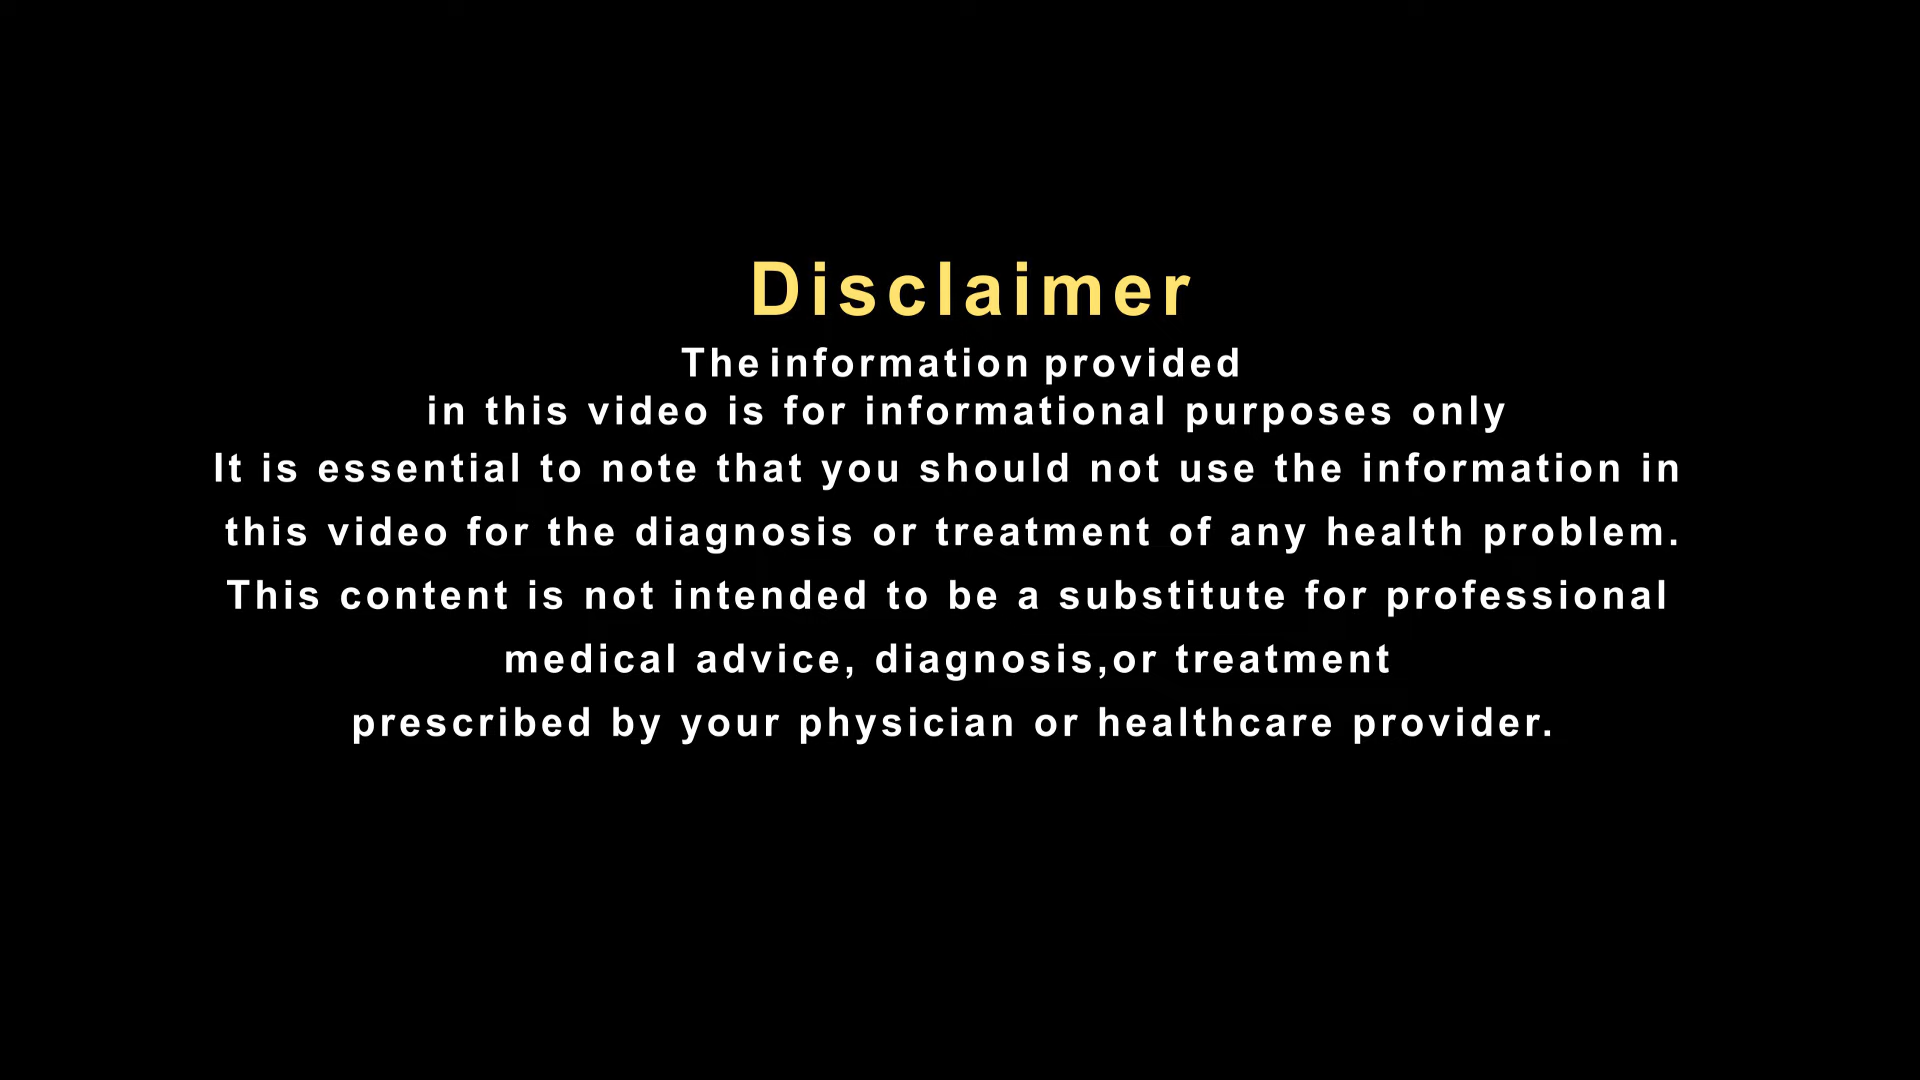 Disclaimer
The information provided
in this video is for informational purposes only
It is essential to note that you should not use the information in
this video for the diagnosis or treatment of any health problem.
This content is not intended to be a substitute for professional
medical advice, diagnosis,or treatment
prescribed by your physician or healthcare provider.